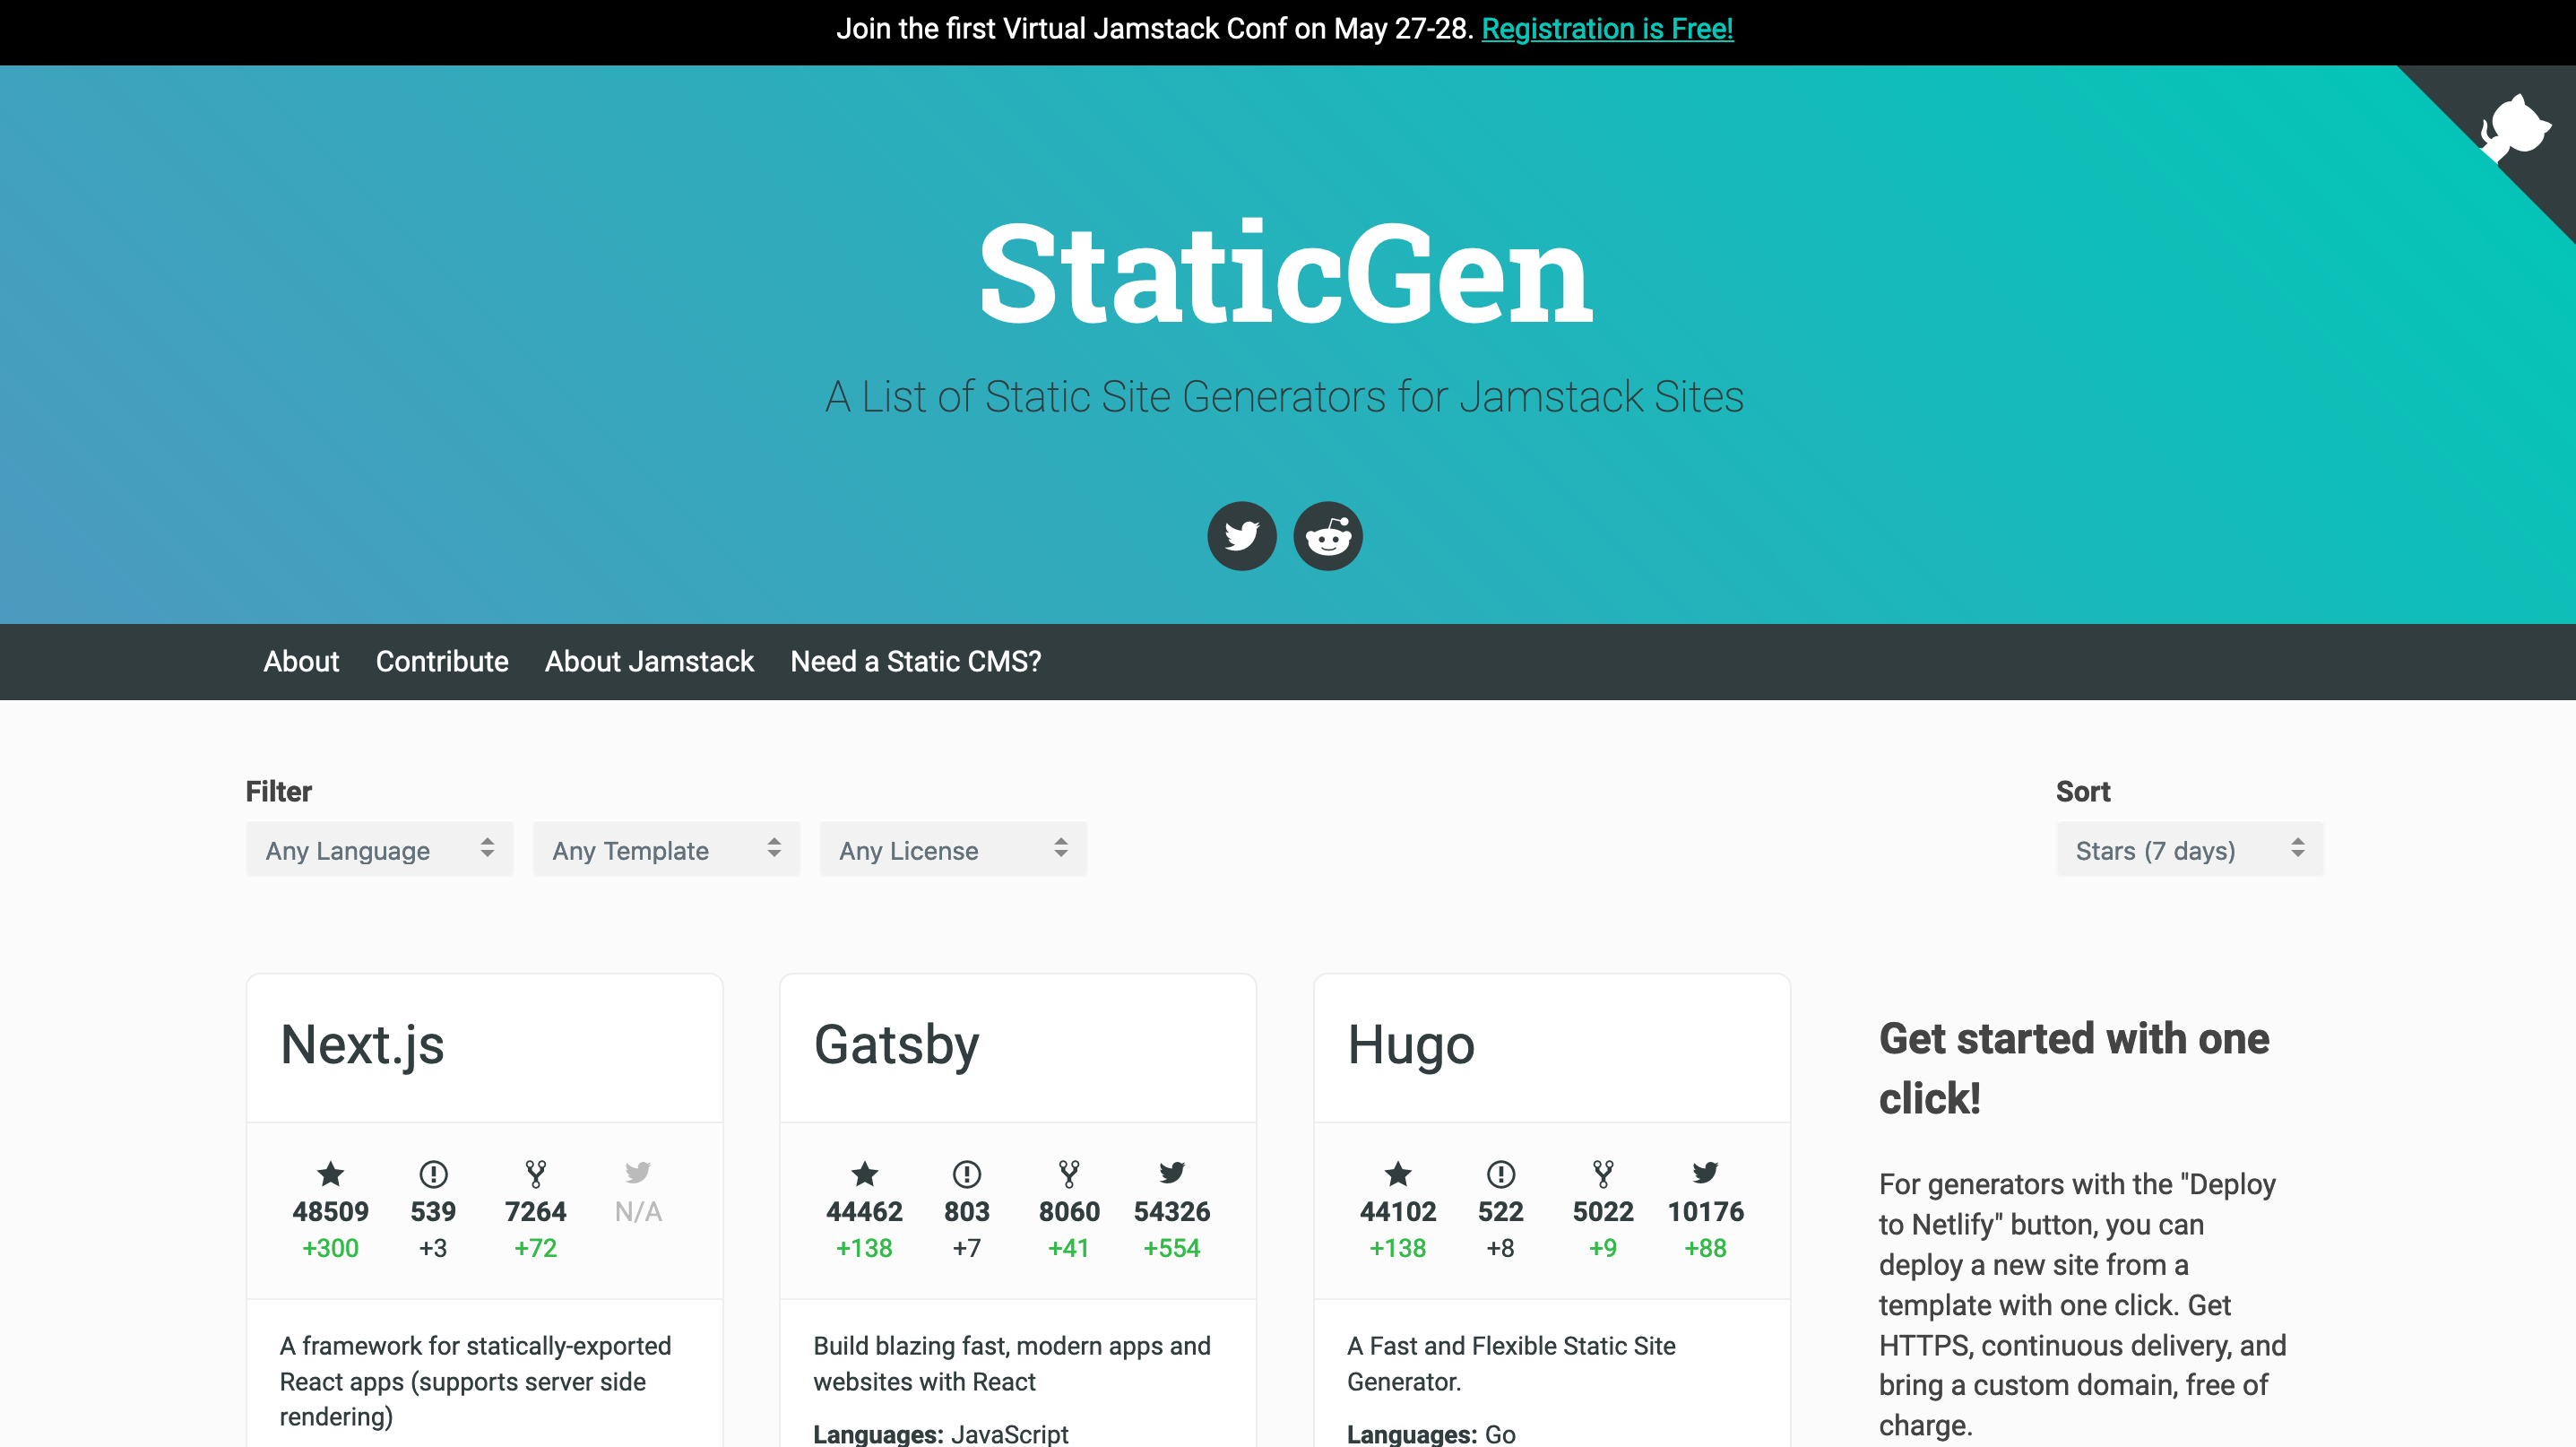 Join the first Virtual Jamstack Conf on May 27-28. Registration is Free!
StaticGen
A List of Static Site Generators for Jamstack Sites
About Contribute About Jamstack Need a Static CMS?
Filter
Any Language Any Template Any License
Sort
Stars (7 days)
Next.js
48509 539 7264 N/A
+300 +3 +72
A framework for statically-exported
React apps (supports server side
rendering)
Gatsby
44462 803 8060 54326
+138 +7 +41 +554
Build blazing fast, modern apps and
websites with React
Languages: JavaScript
Hugo
44102 522 5022 10176
+138 +8 +9 +88
A Fast and Flexible Static Site
Generator.
Languages: Go
Get started with one
click!
For generators with the "Deploy
to Netlify" button, you can
deploy a new site from a
template with one click. Get
HTTPS, continuous delivery, and
bring a custom domain, free of
charge.